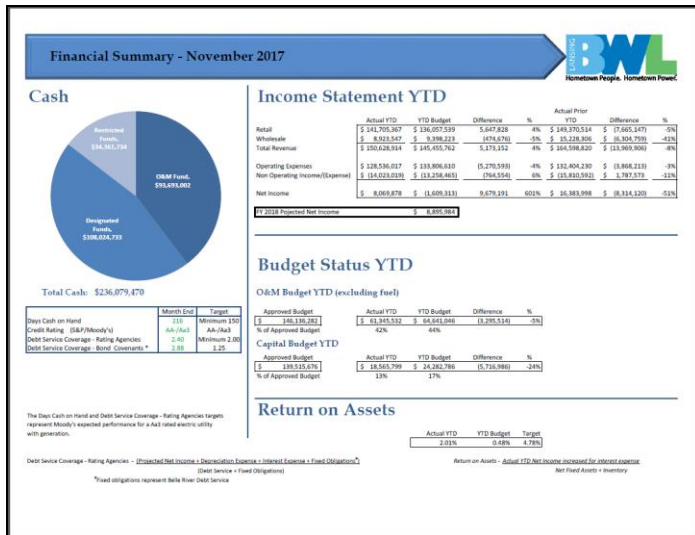 Financial Summary - November 2017
LANSING
BWL
Hometown People. Hometown Power.
Cash
Restricted Funds, $34,361,734
O&M Fund, $93,693,002
Designated Funds, $108,024,733
Total Cash: $236,079,470
Month End Target
Days Cash on Hand 216 Minimum 150
Credit Rating (S&P/Moody's) AA-/Aa3 AA-/Aa3
Debt Service Coverage - Rating Agencies 2.40 Minimum 2.00
Debt Service Coverage - Bond Covenants * 2.88 1.25
The Days Cash on Hand and Debt Service Coverage - Rating Agencies targets
represent Moody's expected performance for a Aa3 rated electric utility
with generation.
Income Statement YTD
Actual YTD YTD Budget Difference % Actual Prior YTD Difference %
Retail $ 141,705,367 $ 136,057,539 5,647,828 4% $ 149,370,514 $ (7,665,147) -5%
Wholesale $ 8,923,547 $ 9,398,223 (474,676) -5% $ 15,228,306 $ (6,304,759) -41%
Total Revenue $ 150,628,914 $ 145,455,762 5,173,152 4% $ 164,598,820 $ (13,969,906) -8%
Operating Expenses $ 128,536,017 $ 133,806,610 (5,270,593) -4% $ 132,404,230 $ (3,868,213) -3%
Non Operating Income/(Expense) $ (14,023,019) $ (13,258,465) (764,554) 6% $ (15,810,592) $ 1,787,573 -11%
Net Income $ 8,069,878 $ (1,609,313) 9,679,191 601% $ 16,383,998 $ (8,314,120) -51%
FY 2018 Pojected Net Income $ 8,895,984
Budget Status YTD
O&M Budget YTD (excluding fuel)
Approved Budget Actual YTD YTD Budget Difference %
$ 146,136,282 $ 61,345,532 $ 64,641,046 (3,295,514) -5%
% of Approved Budget 42% 44%
Capital Budget YTD
Approved Budget Actual YTD YTD Budget Difference %
$ 139,515,676 $ 18,565,799 $ 24,282,786 (5,716,986) -24%
% of Approved Budget 13% 17%
Return on Assets
Actual YTD YTD Budget Target
2.01% 0.48% 4.78%
Debt Sevice Coverage - Rating Agencies - (Projected Net Income + Depreciation Expense + Interest Expense + Fixed Obligations*)
(Debt Service + Fixed Obligations)
*Fixed obligations represent Belle River Debt Service
Return on Assets - Actual YTD Net Income increased for interest expense
Net Fixed Assets + Inventory